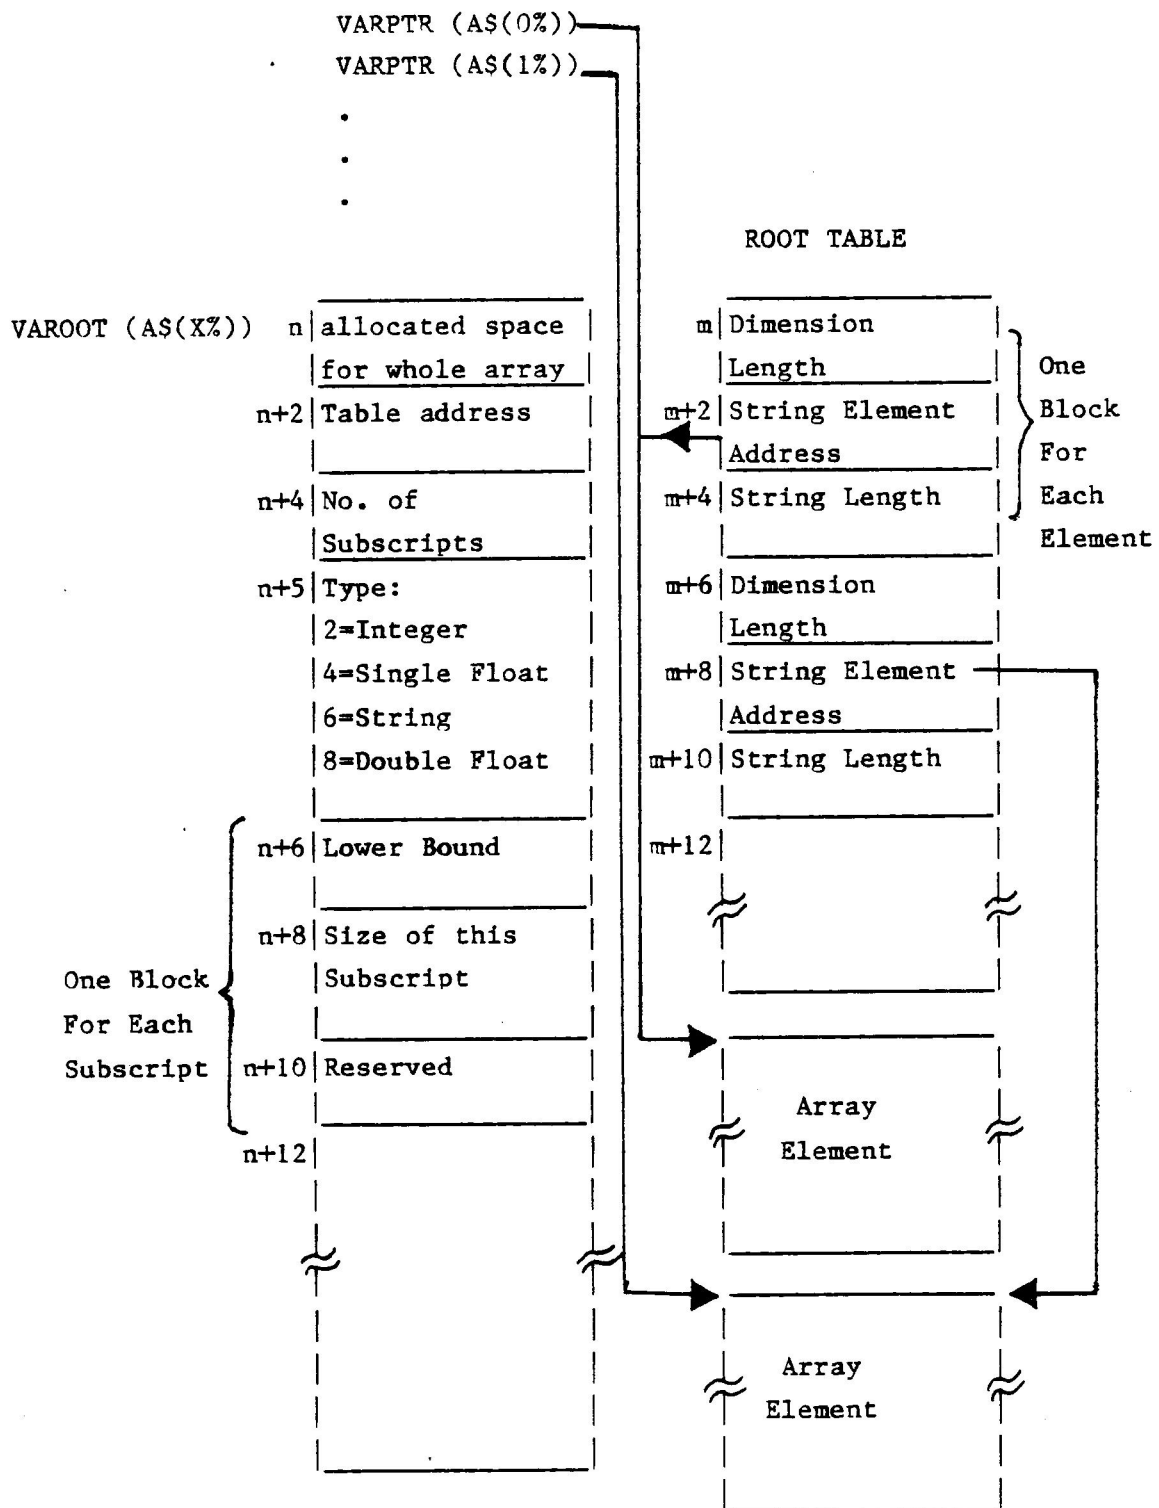 VARPTR (A$(0%))
VARPTR (A$(1%))
.
.
.
ROOT TABLE
VAROOT (A$(X%))
n
allocated space
for whole array
n+2
Table address
n+4
No. of
Subscripts
n+5
Type:
2=Integer
4=Single Float
6=String
8=Double Float
n+6
Lower Bound
n+8
Size of this
Subscript
One Block
For Each
Subscript
n+10
Reserved
n+12
m
Dimension
Length
m+2
String Element
Address
m+4
String Length
One
Block
For
Each
Element
m+6
Dimension
Length
m+8
String Element
Address
m+10
String Length
m+12
Array
Element
Array
Element